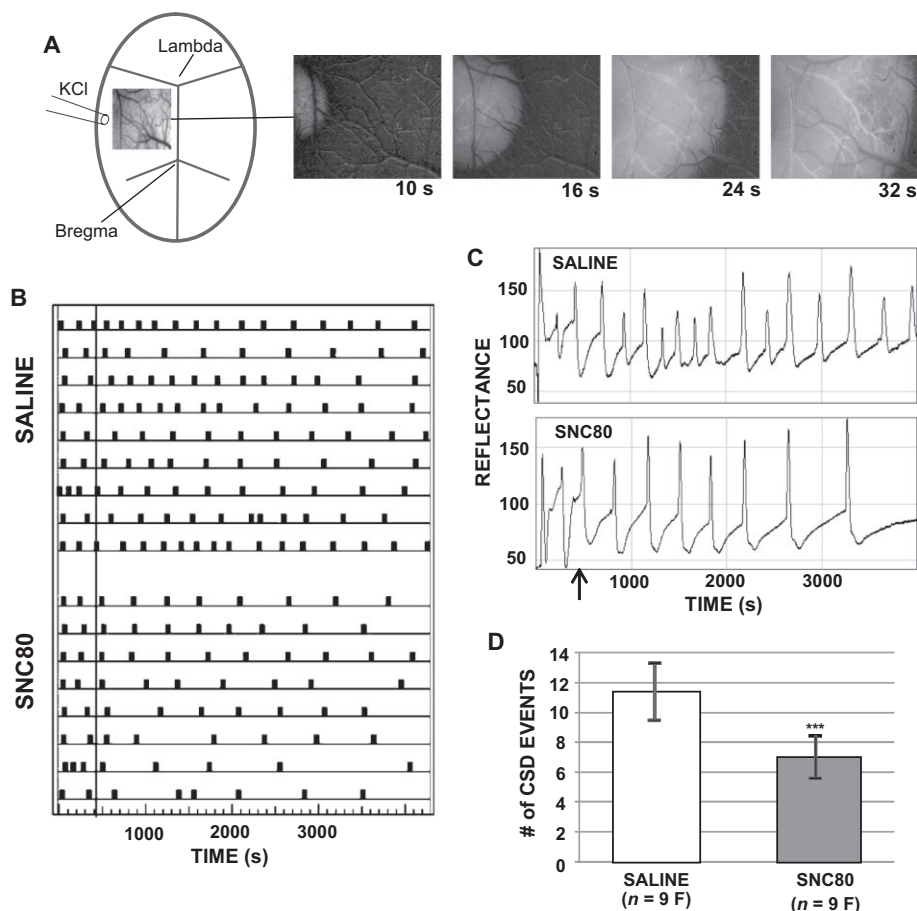 A
Lambda
KCl
Bregma
10 s
16 s
24 s
32 s
B
SALINE
SNC80
1000
2000
3000
TIME (s)
C
SALINE
150
100
50
SNC80
150
100
50
REFLECTANCE
1000
2000
3000
TIME (s)
D
14
12
10
8
6
4
2
0
# of CSD EVENTS
***
SALINE
(n = 9 F)
SNC80
(n = 9 F)